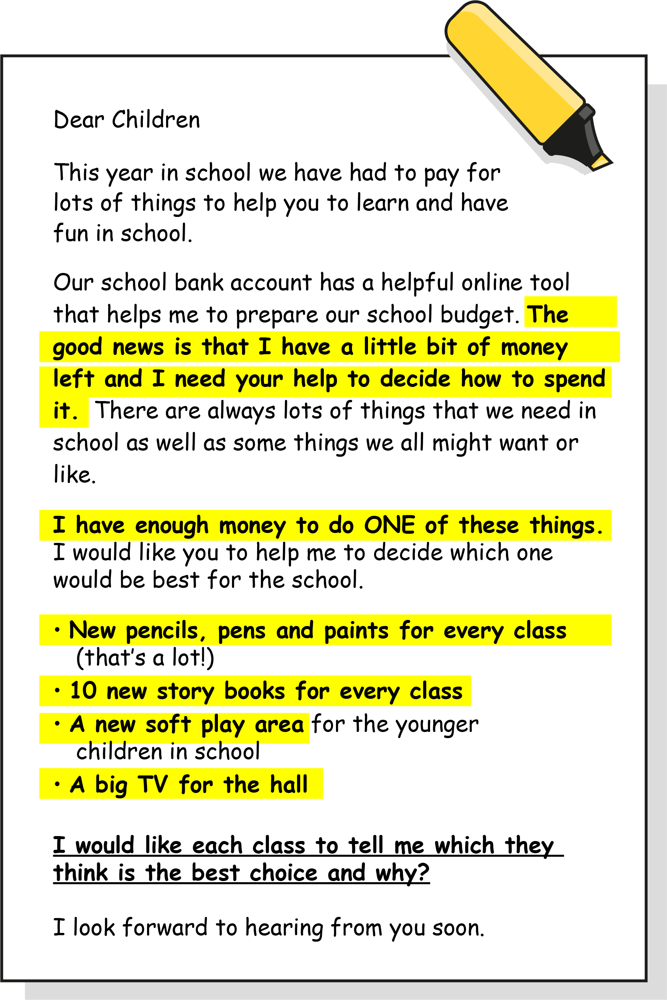 Dear Children
This year in school we have had to pay for
lots of things to help you to learn and have
fun in school.
Our school bank account has a helpful online tool
that helps me to prepare our school budget. The
good news is that I have a little bit of money
left and I need your help to decide how to spend
it. There are always lots of things that we need in
school as well as some things we all might want or
like.
I have enough money to do ONE of these things.
I would like you to help me to decide which one
would be best for the school.
• New pencils, pens and paints for every class
(that's a lot!)
• 10 new story books for every class
• A new soft play area for the younger
children in school
• A big TV for the hall
I would like each class to tell me which they
think is the best choice and why?
I look forward to hearing from you soon.